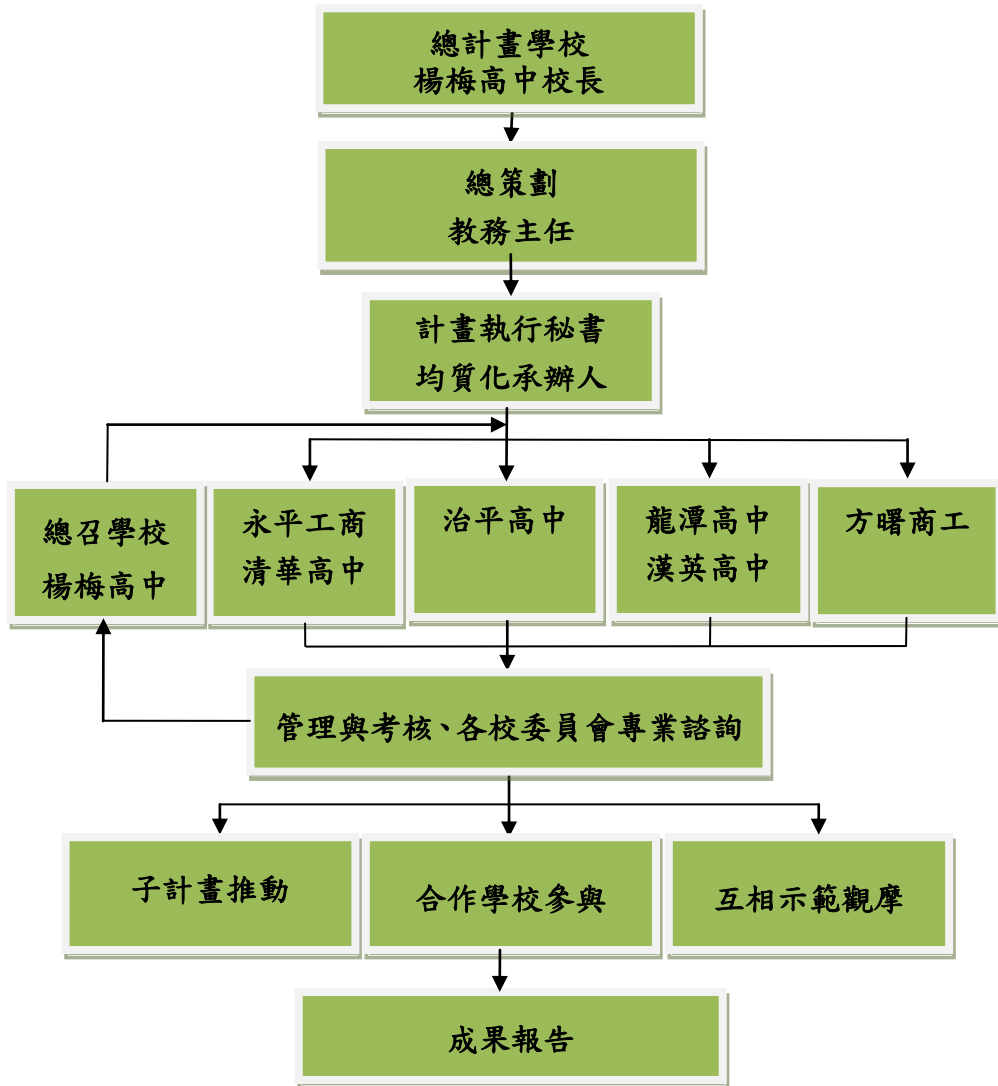 總計畫學校
楊梅高中校長
總策劃
教務主任
計畫執行秘書
均質化承辦人
總召學校
楊梅高中
永平工商
清華高中
治平高中
龍潭高中
漢英高中
方曙商工
管理與考核、各校委員會專業諮詢
子計畫推動
合作學校參與
互相示範觀摩
成果報告